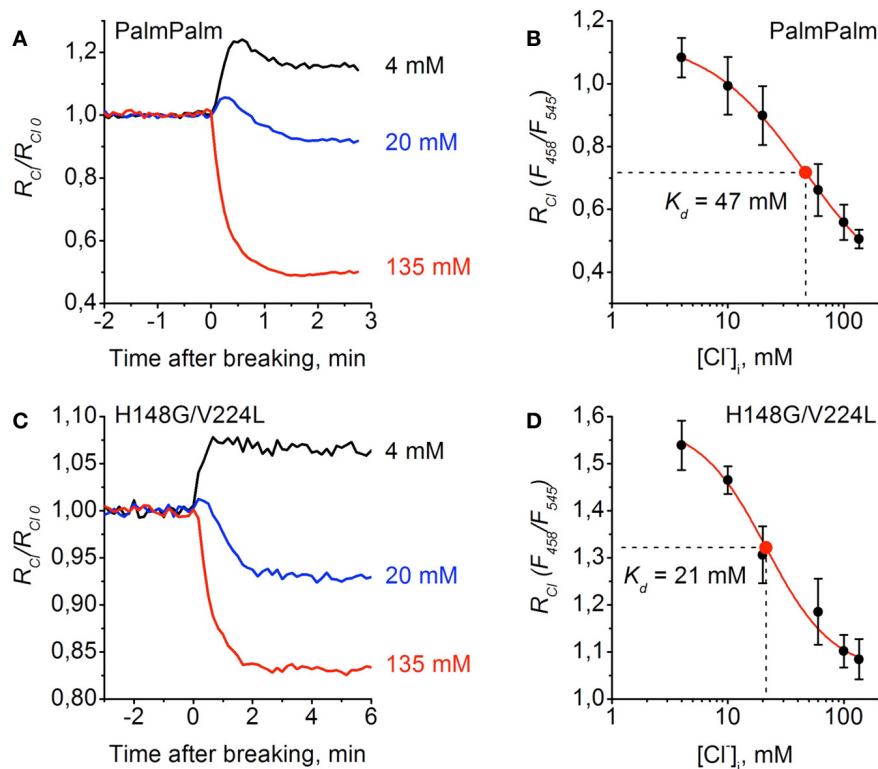 A
PalmPalm
1,2
1,0
0,8
0,6
0,4
R_Cl/R_Cl 0
4 mM
20 mM
135 mM
-2 -1 0 1 2 3
Time after breaking, min
B
PalmPalm
1,2
1,0
0,8
0,6
0,4
R_Cl (F_458/F_545)
K_d = 47 mM
1 10 100
[Cl⁻]_i, mM
C
H148G/V224L
1,10
1,05
1,00
0,95
0,90
0,85
0,80
R_Cl/R_Cl 0
4 mM
20 mM
135 mM
-2 0 2 4 6
Time after breaking, min
D
H148G/V224L
1,6
1,5
1,4
1,3
1,2
1,1
1,0
R_Cl (F_458/F_545)
K_d = 21 mM
1 10 100
[Cl⁻]_i, mM